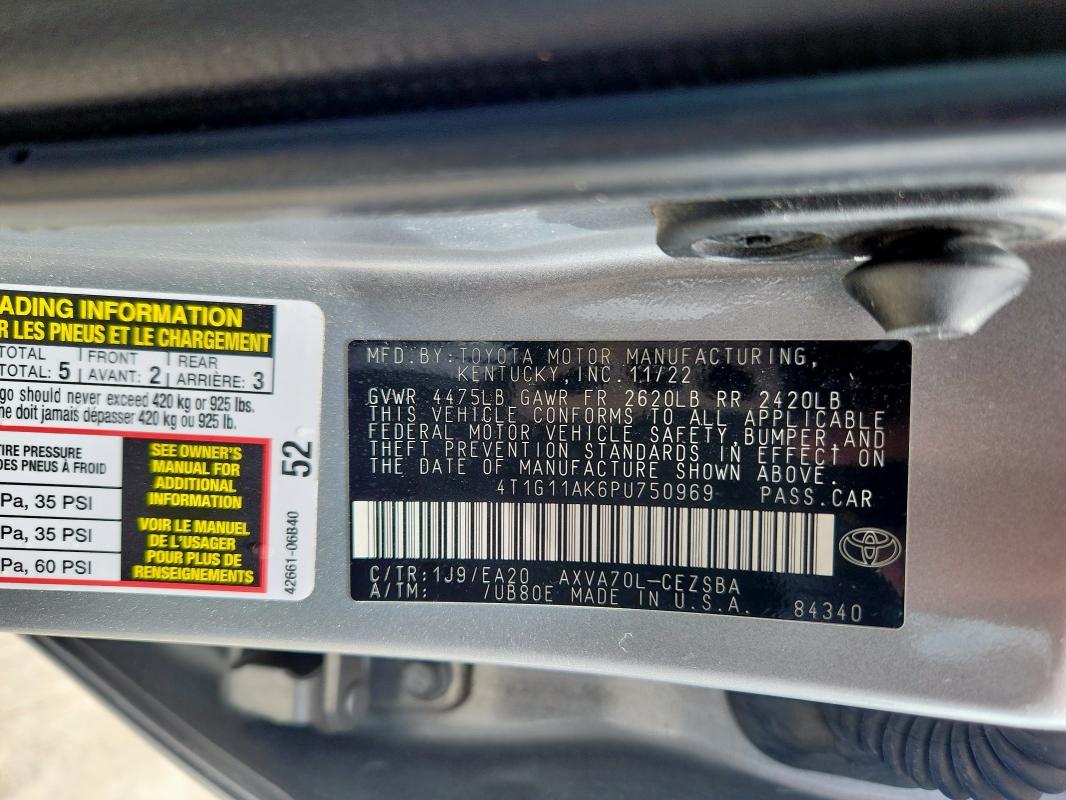 ADING INFORMATION
R LES PNEUS ET LE CHARGEMENT
TOTAL FRONT REAR
TOTAL: 5 AVANT: 2 ARRIÈRE: 3
go should never exceed 420 kg or 925 lbs.
ne doit jamais dépasser 420 kg ou 925 lb.
TIRE PRESSURE
DES PNEUS À FROID
Pa, 35 PSI
Pa, 35 PSI
Pa, 60 PSI
SEE OWNER'S
MANUAL FOR
ADDITIONAL
INFORMATION
VOIR LE MANUEL
DE L'USAGER
POUR PLUS DE
RENSEIGNEMENTS
52
42661-06B40
MFD.BY:TOYOTA MOTOR MANUFACTURING,
KENTUCKY,INC.11/22
GVWR 4475LB GAWR FR 2620LB RR 2420LB
THIS VEHICLE CONFORMS TO ALL APPLICABLE
FEDERAL MOTOR VEHICLE SAFETY,BUMPER,AND
THEFT PREVENTION STANDARDS IN EFFECT ON
THE DATE OF MANUFACTURE SHOWN ABOVE.
4T1G11AK6PU750969 PASS.CAR
C/TR:1J9/EA20 AXVA70L-CEZSBA
A/TM: /UB80E MADE IN U.S.A. 84340